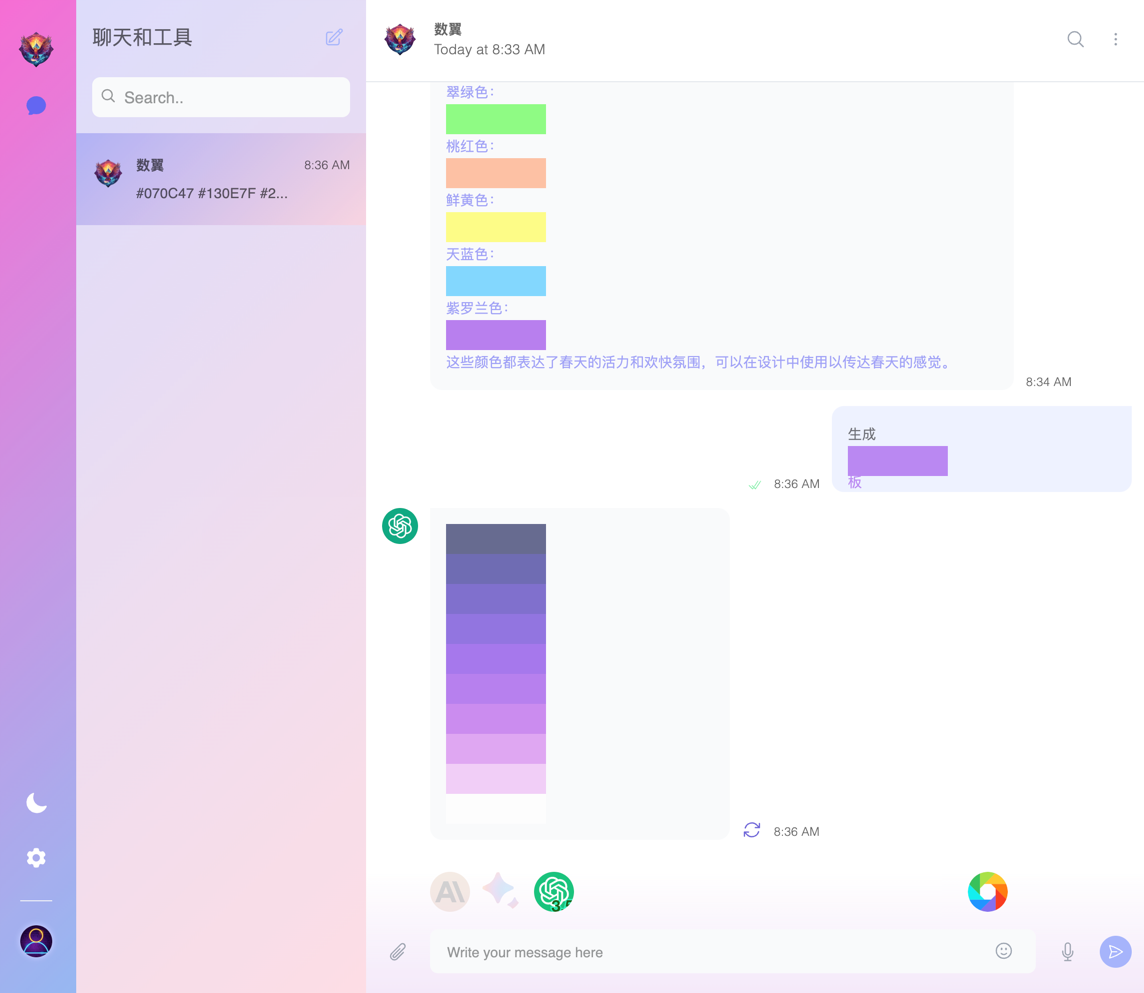 聊天和工具
Search..
数翼
8:36 AM
#070C47 #130E7F #2...
数翼
Today at 8:33 AM
翠绿色：
桃红色：
鲜黄色：
天蓝色：
紫罗兰色：
这些颜色都表达了春天的活力和欢快氛围，可以在设计中使用以传达春天的感觉。
8:34 AM
生成
板
8:36 AM
8:36 AM
AI
Write your message here